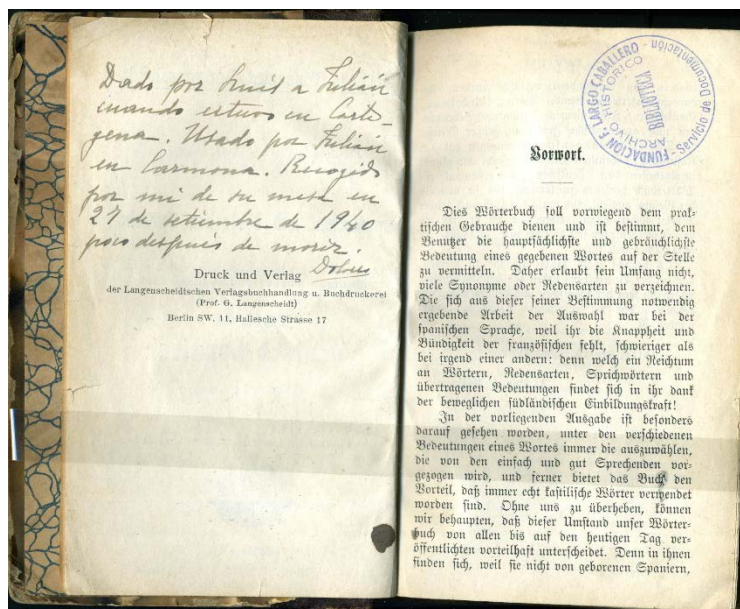 Dado por Luis a Julián
cuando estuvo en Carta-
gena. Usado por Julián
en Carmona. Recogido
por mi de su mesa en
27 de setiembre de 1940
poco después de morir.
Druck und Verlag
der Langenscheidtschen Verlagsbuchhandlung u. Buchdruckerei
(Prof. G. Langenscheidt)
Berlin SW. 11, Hallesche Strasse 17
FUNDACION F. LARGO CABALLERO - Servicio de Documentación
ARCHIVO HISTORICO
BIBLIOTECA
Vorwort.
Dies Wörterbuch soll vorwiegend dem prak-
tischen Gebrauche dienen und ist bestimmt, dem
Benutzer die hauptsächlichste und gebräuchlichste
Bedeutung eines gegebenen Wortes auf der Stelle
zu vermitteln. Daher erlaubt sein Umfang nicht,
viele Synonyme oder Redensarten zu verzeichnen.
Die sich aus dieser seiner Bestimmung notwendig
ergebende Arbeit der Auswahl war bei der
spanischen Sprache, weil ihr die Knappheit und
Bündigkeit der französischen fehlt, schwieriger als
bei irgend einer andern: denn welch ein Reichtum
an Wörtern, Redensarten, Sprichwörtern und
übertragenen Bedeutungen findet sich in ihr dank
der beweglichen südländischen Einbildungskraft!
In der vorliegenden Ausgabe ist besonders
darauf gesehen worden, unter den verschiedenen
Bedeutungen eines Wortes immer die auszuwählen,
die von den einfach und gut Sprechenden vor-
gezogen wird, und ferner bietet das Buch den
Vorteil, daß immer echt kastilische Wörter verwendet
worden sind. Ohne uns zu überheben, können
wir behaupten, daß dieser Umstand unser Wörter-
buch von allen bis auf den heutigen Tag ver-
öffentlichten vorteilhaft unterscheidet. Denn in ihnen
finden sich, weil sie nicht von geborenen Spaniern,